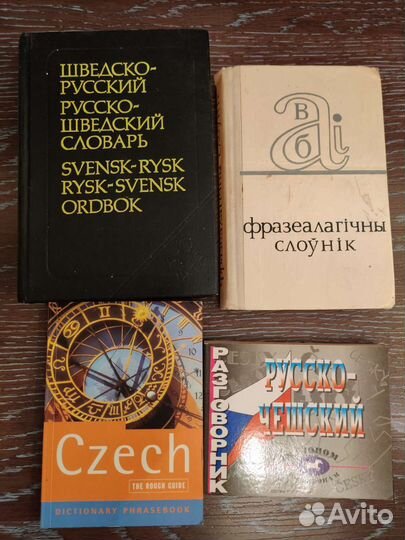 ШВЕДСКО-
РУССКИЙ
РУССКО-
ШВЕДСКИЙ
СЛОВАРЬ
SVENSK-RYSK
RYSK-SVENSK
ORDBOK
В
а
і
б
фразеалагічны
слоўнік
Czech
THE ROUGH GUIDE
DICTIONARY PHRASEBOOK
РАЗГОВОРНИК
РУССКО-
ЧЕШСКИЙ
Avito